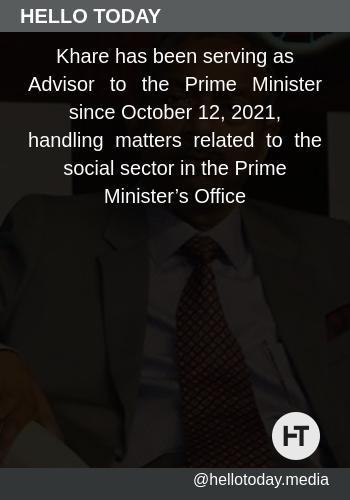 HELLO TODAY
Khare has been serving as
Advisor to the Prime Minister
since October 12, 2021,
handling matters related to the
social sector in the Prime
Minister’s Office
HT
@hellotoday.media